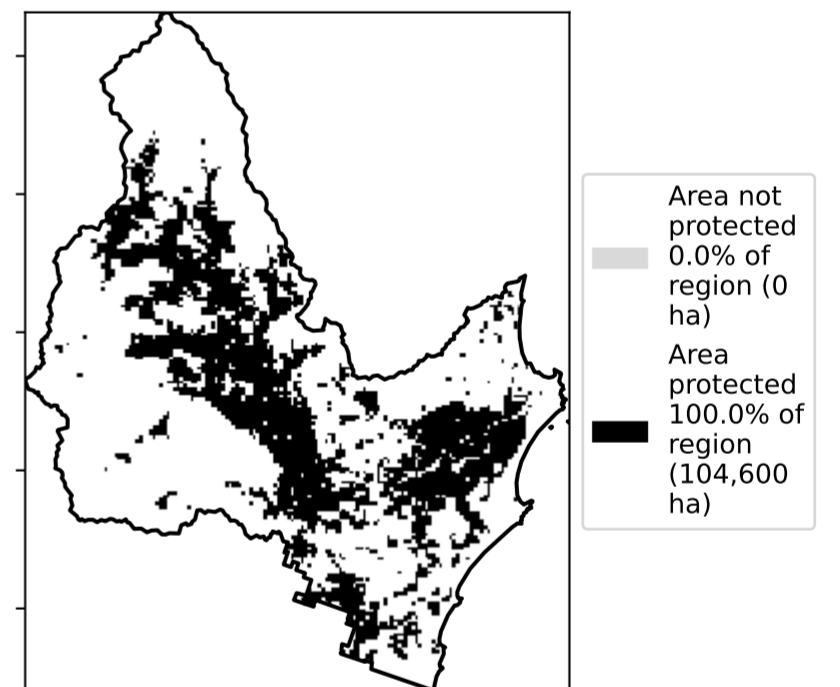 Area not
protected
0.0% of
region (0
ha)
Area
protected
100.0% of
region
(104,600
ha)